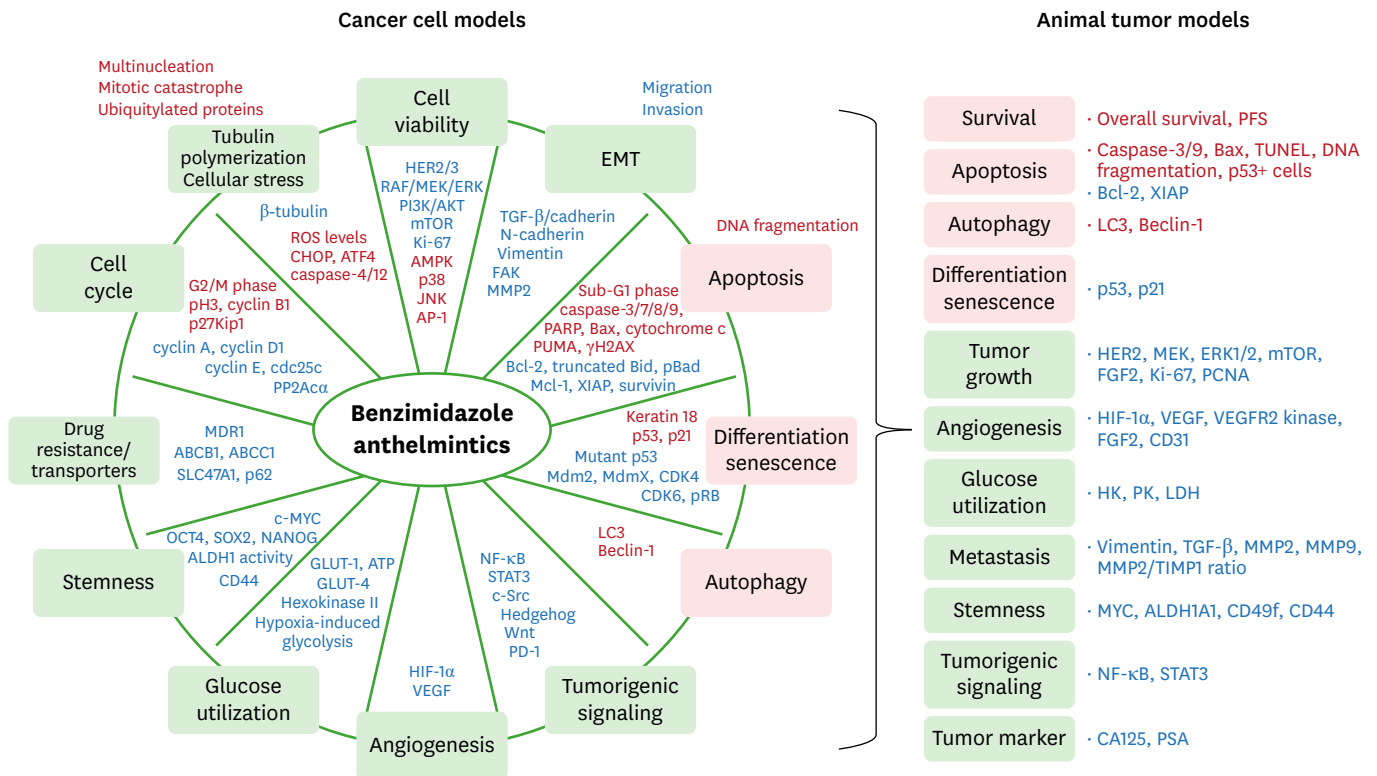 Cancer cell models
Multinucleation
Mitotic catastrophe
Ubiquitylated proteins
Tubulin
polymerization
Cellular stress
β-tubulin
ROS levels
CHOP, ATF4
caspase-4/12
Cell
viability
HER2/3
RAF/MEK/ERK
PI3K/AKT
mTOR
Ki-67
AMPK
p38
JNK
AP-1
Migration
Invasion
EMT
TGF-β/cadherin
N-cadherin
Vimentin
FAK
MMP2
DNA fragmentation
Apoptosis
Sub-G1 phase
caspase-3/7/8/9,
PARP, Bax, cytochrome c
PUMA, γH2AX
Bcl-2, truncated Bid, pBad
Mcl-1, XIAP, survivin
Differentiation
senescence
Keratin 18
p53, p21
Mutant p53
Mdm2, MdmX, CDK4
CDK6, pRB
Autophagy
LC3
Beclin-1
Tumorigenic
signaling
NF-κB
STAT3
c-Src
Hedgehog
Wnt
PD-1
Angiogenesis
HIF-1α
VEGF
Glucose
utilization
GLUT-1, ATP
GLUT-4
Hexokinase II
Hypoxia-induced
glycolysis
Stemness
c-MYC
OCT4, SOX2, NANOG
ALDH1 activity
CD44
Drug
resistance/
transporters
MDR1
ABCB1, ABCC1
SLC47A1, p62
Cell
cycle
G2/M phase
pH3, cyclin B1
p27Kip1
cyclin A, cyclin D1
cyclin E, cdc25c
PP2Acα
Benzimidazole
anthelmintics
Animal tumor models
Survival
· Overall survival, PFS
Apoptosis
· Caspase-3/9, Bax, TUNEL, DNA
fragmentation, p53+ cells
· Bcl-2, XIAP
Autophagy
· LC3, Beclin-1
Differentiation
senescence
· p53, p21
Tumor
growth
· HER2, MEK, ERK1/2, mTOR,
FGF2, Ki-67, PCNA
Angiogenesis
· HIF-1α, VEGF, VEGFR2 kinase,
FGF2, CD31
Glucose
utilization
· HK, PK, LDH
Metastasis
· Vimentin, TGF-β, MMP2, MMP9,
MMP2/TIMP1 ratio
Stemness
· MYC, ALDH1A1, CD49f, CD44
Tumorigenic
signaling
· NF-κB, STAT3
Tumor marker
· CA125, PSA